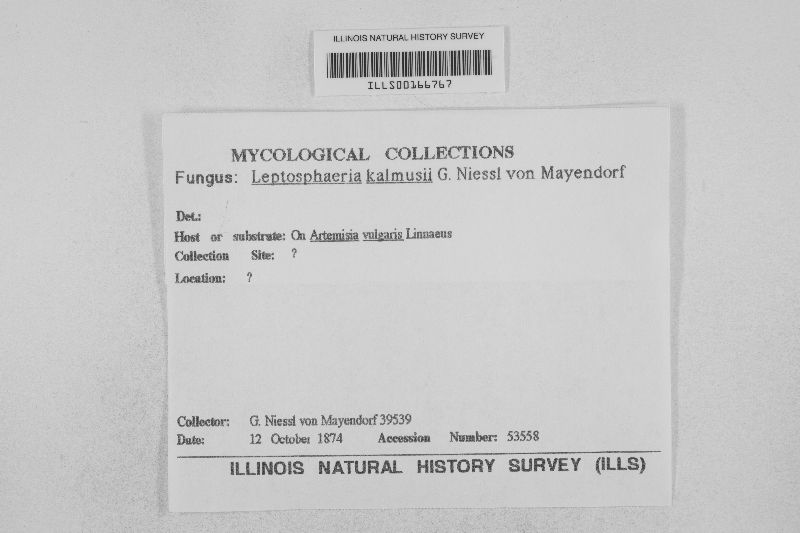 ILLINOIS NATURAL HISTORY SURVEY
ILLS00166767
MYCOLOGICAL COLLECTIONS
Fungus: Leptosphaeria kalmusii G. Niessl von Mayendorf
Det.:
Host or substrate: On Artemisia vulgaris Linnaeus
Collection Site: ?
Location: ?
Collector: G. Niessl von Mayendorf 39539
Date: 12 October 1874 Accession Number: 53558
ILLINOIS NATURAL HISTORY SURVEY (ILLS)